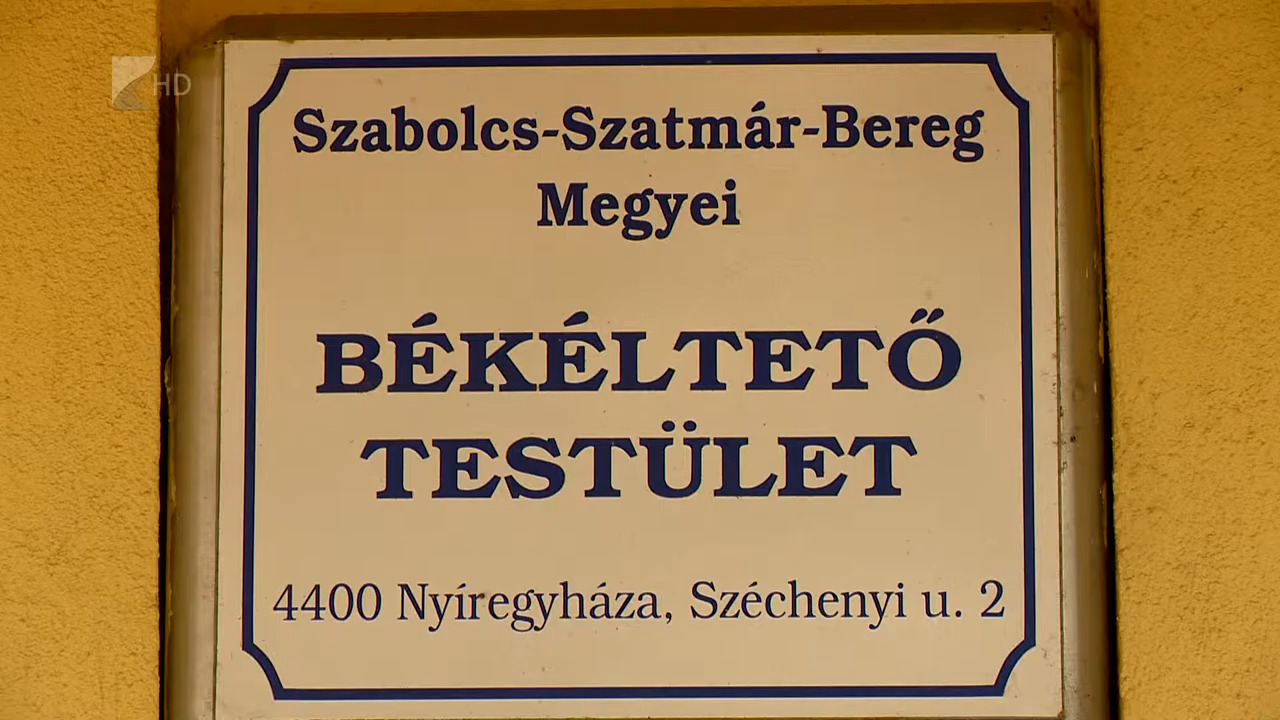 HD
Szabolcs-Szatmár-Bereg
Megyei
BÉKÉLTETŐ
TESTÜLET
4400 Nyíregyháza, Széchenyi u. 2